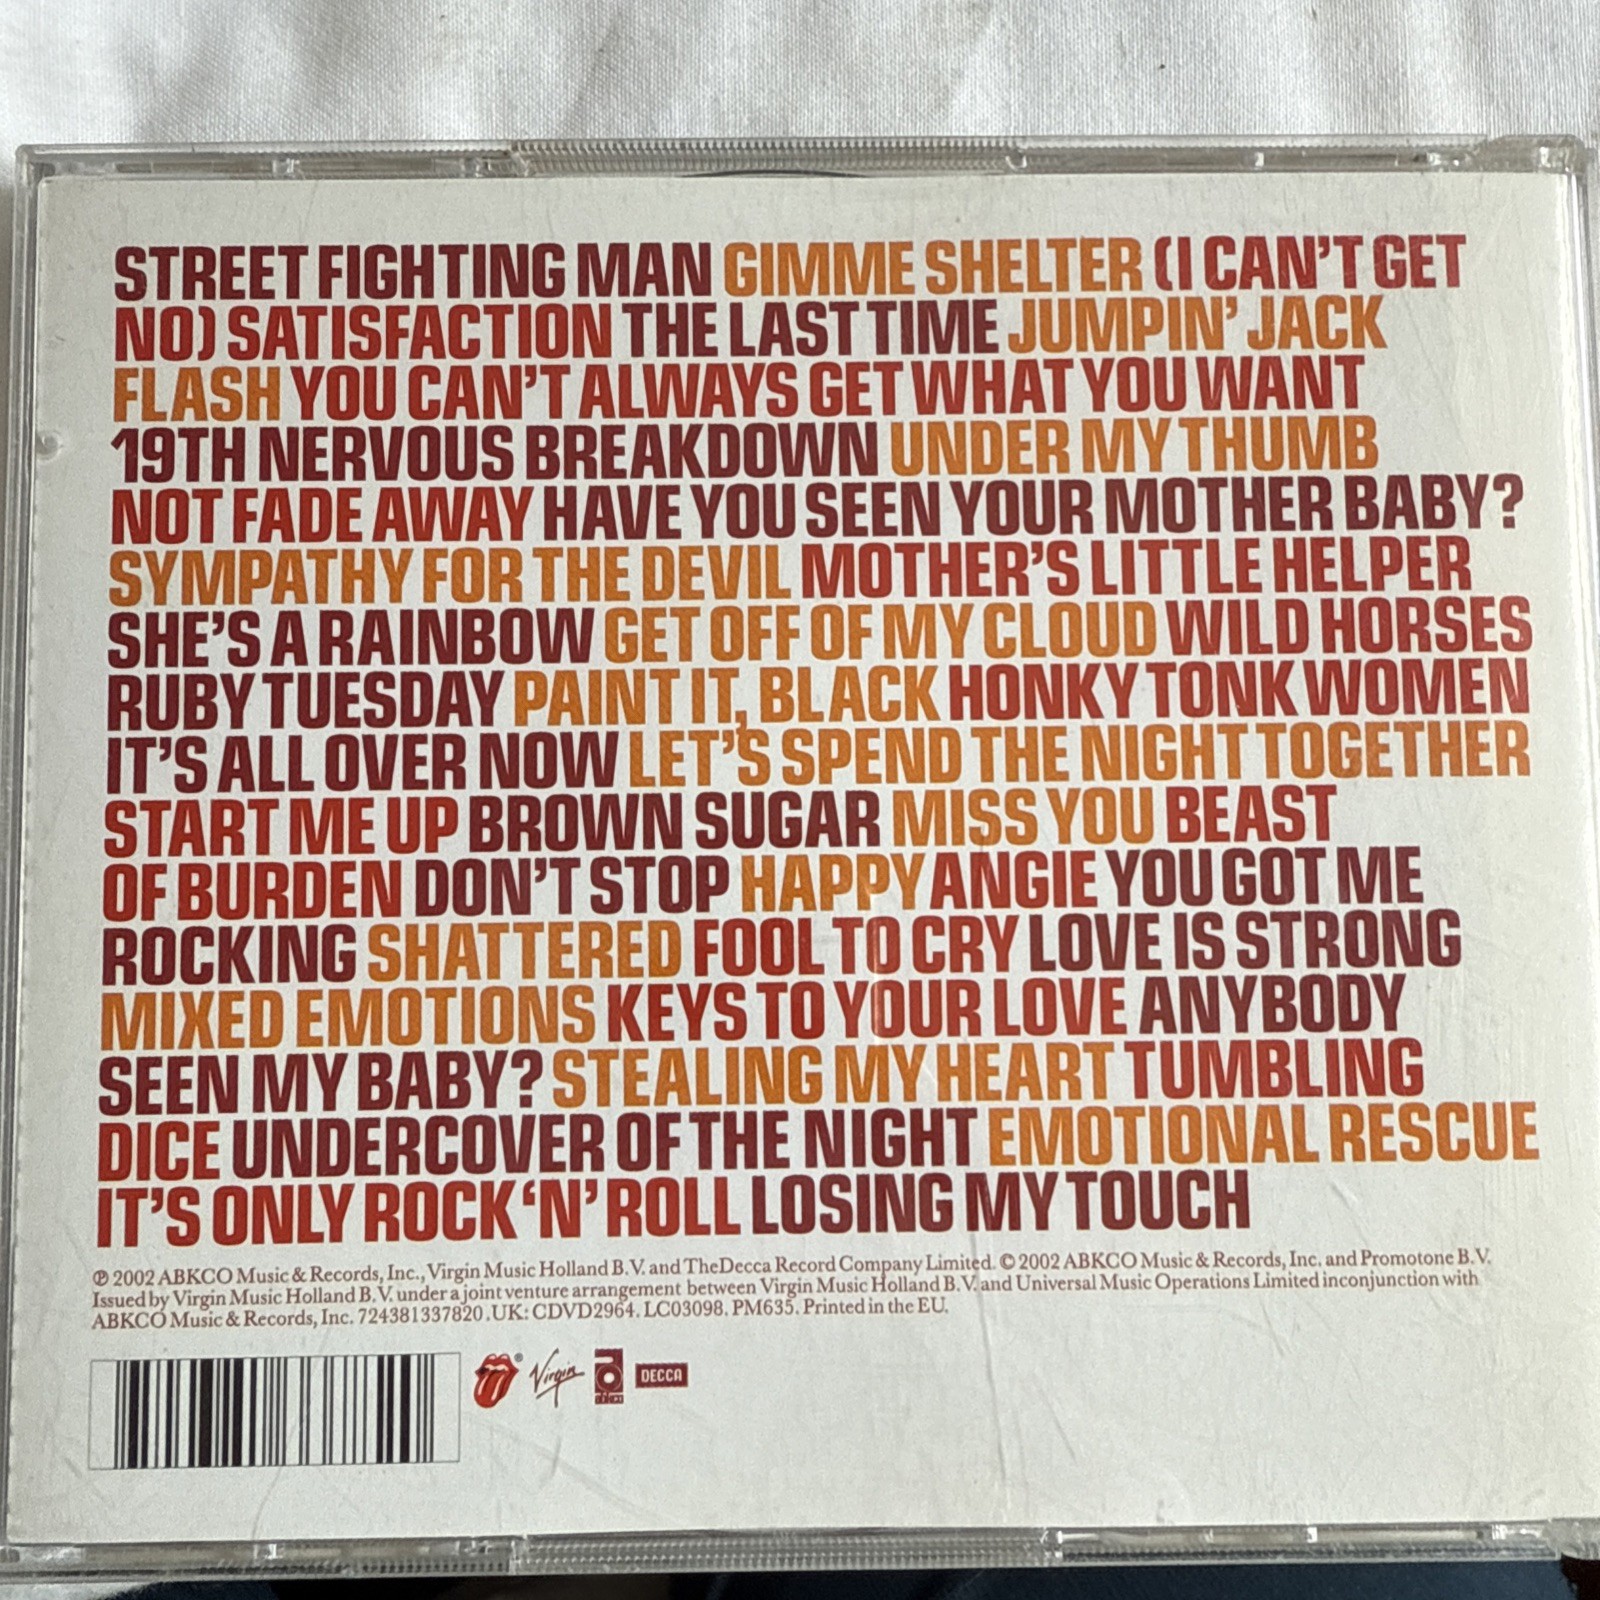 STREET FIGHTING MAN GIMME SHELTER (I CAN'T GET
NO) SATISFACTION THE LAST TIME JUMPIN' JACK
FLASH YOU CAN'T ALWAYS GET WHAT YOU WANT
19TH NERVOUS BREAKDOWN UNDER MY THUMB
NOT FADE AWAY HAVE YOU SEEN YOUR MOTHER BABY?
SYMPATHY FOR THE DEVIL MOTHER'S LITTLE HELPER
SHE'S A RAINBOW GET OFF OF MY CLOUD WILD HORSES
RUBY TUESDAY PAINT IT, BLACK HONKY TONK WOMEN
IT'S ALL OVER NOW LET'S SPEND THE NIGHT TOGETHER
START ME UP BROWN SUGAR MISS YOU BEAST
OF BURDEN DON'T STOP HAPPY ANGIE YOU GOT ME
ROCKING SHATTERED FOOL TO CRY LOVE IS STRONG
MIXED EMOTIONS KEYS TO YOUR LOVE ANYBODY
SEEN MY BABY? STEALING MY HEART TUMBLING
DICE UNDERCOVER OF THE NIGHT EMOTIONAL RESCUE
IT'S ONLY ROCK 'N' ROLL LOSING MY TOUCH
℗ 2002 ABKCO Music & Records, Inc., Virgin Music Holland B.V. and TheDecca Record Company Limited. © 2002 ABKCO Music & Records, Inc. and Promotone B.V.
Issued by Virgin Music Holland B.V. under a joint venture arrangement between Virgin Music Holland B.V. and Universal Music Operations Limited inconjunction with
ABKCO Music & Records, Inc. 724381337820. UK: CDVD2964. LC03098. PM635. Printed in the EU.
® Virgin abkco DECCA